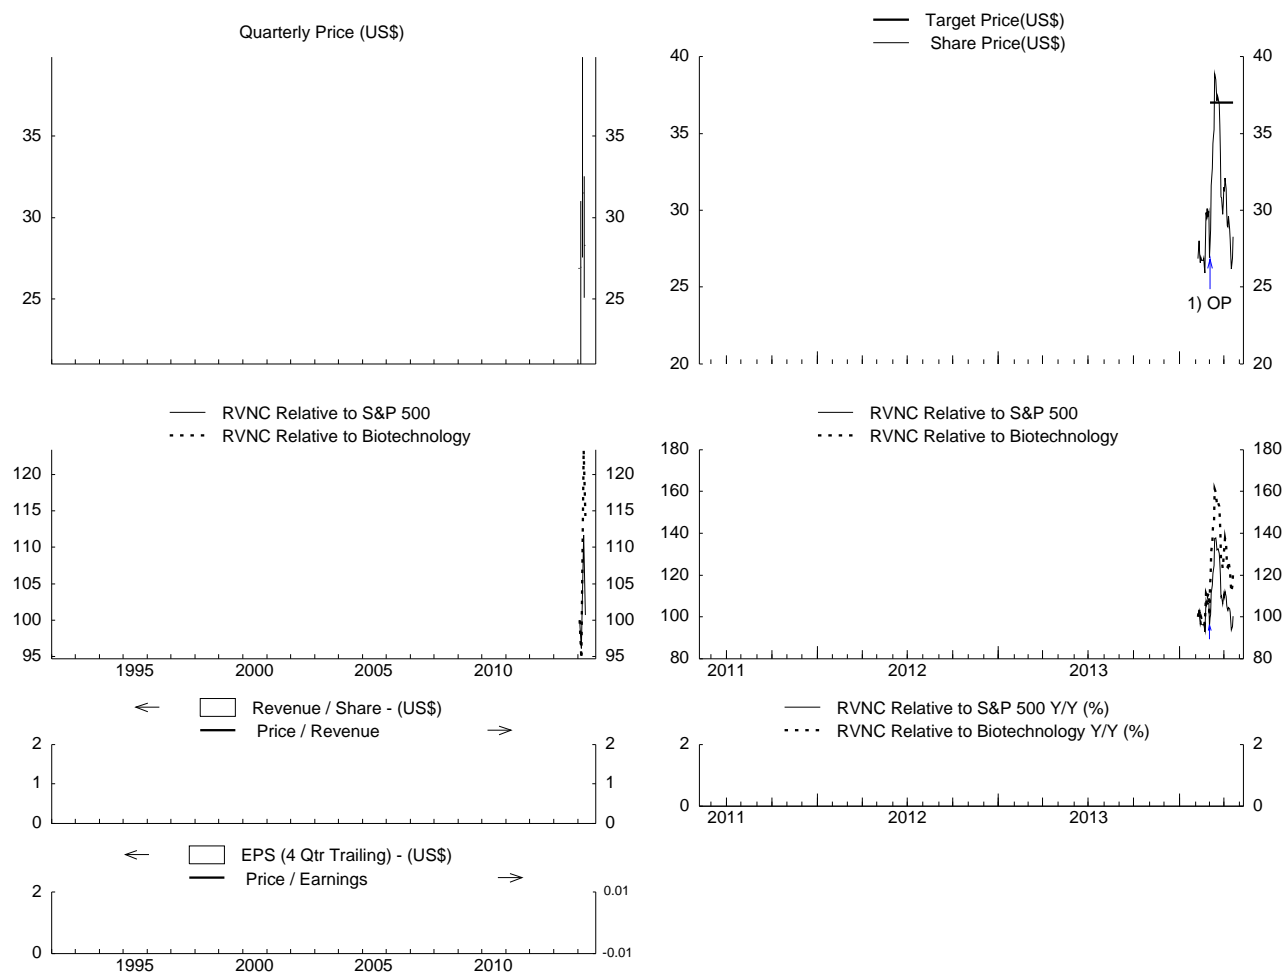 Quarterly Price (US$)
35 35
30 30
25 25
Target Price(US$)
Share Price(US$)
40 40
35 35
30 30
25 25
1) OP
20 20
RVNC Relative to S&P 500
RVNC Relative to Biotechnology
120 120
115 115
110 110
105 105
100 100
95 95
1995 2000 2005 2010
RVNC Relative to S&P 500
RVNC Relative to Biotechnology
180 180
160 160
140 140
120 120
100 100
80 80
2011 2012 2013
Revenue / Share - (US$)
Price / Revenue
2 2
1 1
0 0
RVNC Relative to S&P 500 Y/Y (%)
RVNC Relative to Biotechnology Y/Y (%)
2 2
0 0
2011 2012 2013
EPS (4 Qtr Trailing) - (US$)
Price / Earnings
2 0.01
0 -0.01
1995 2000 2005 2010